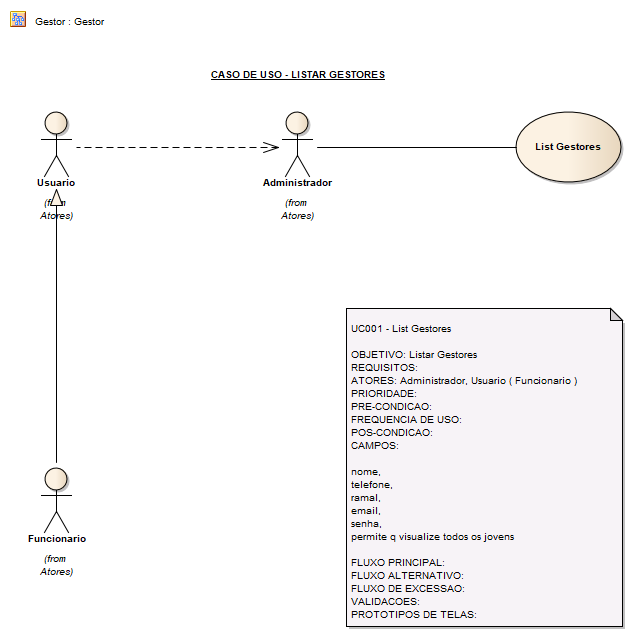 Gestor : Gestor
CASO DE USO - LISTAR GESTORES
Usuario
(from
Atores)
Administrador
(from
Atores)
List Gestores
UC001 - List Gestores
OBJETIVO: Listar Gestores
REQUISITOS:
ATORES: Administrador, Usuario ( Funcionario )
PRIORIDADE:
PRE-CONDICAO:
FREQUENCIA DE USO:
POS-CONDICAO:
CAMPOS:
nome,
telefone,
ramal,
email,
senha,
permite q visualize todos os jovens
FLUXO PRINCIPAL:
FLUXO ALTERNATIVO:
FLUXO DE EXCESSAO:
VALIDACOES:
PROTOTIPOS DE TELAS:
Funcionario
(from
Atores)